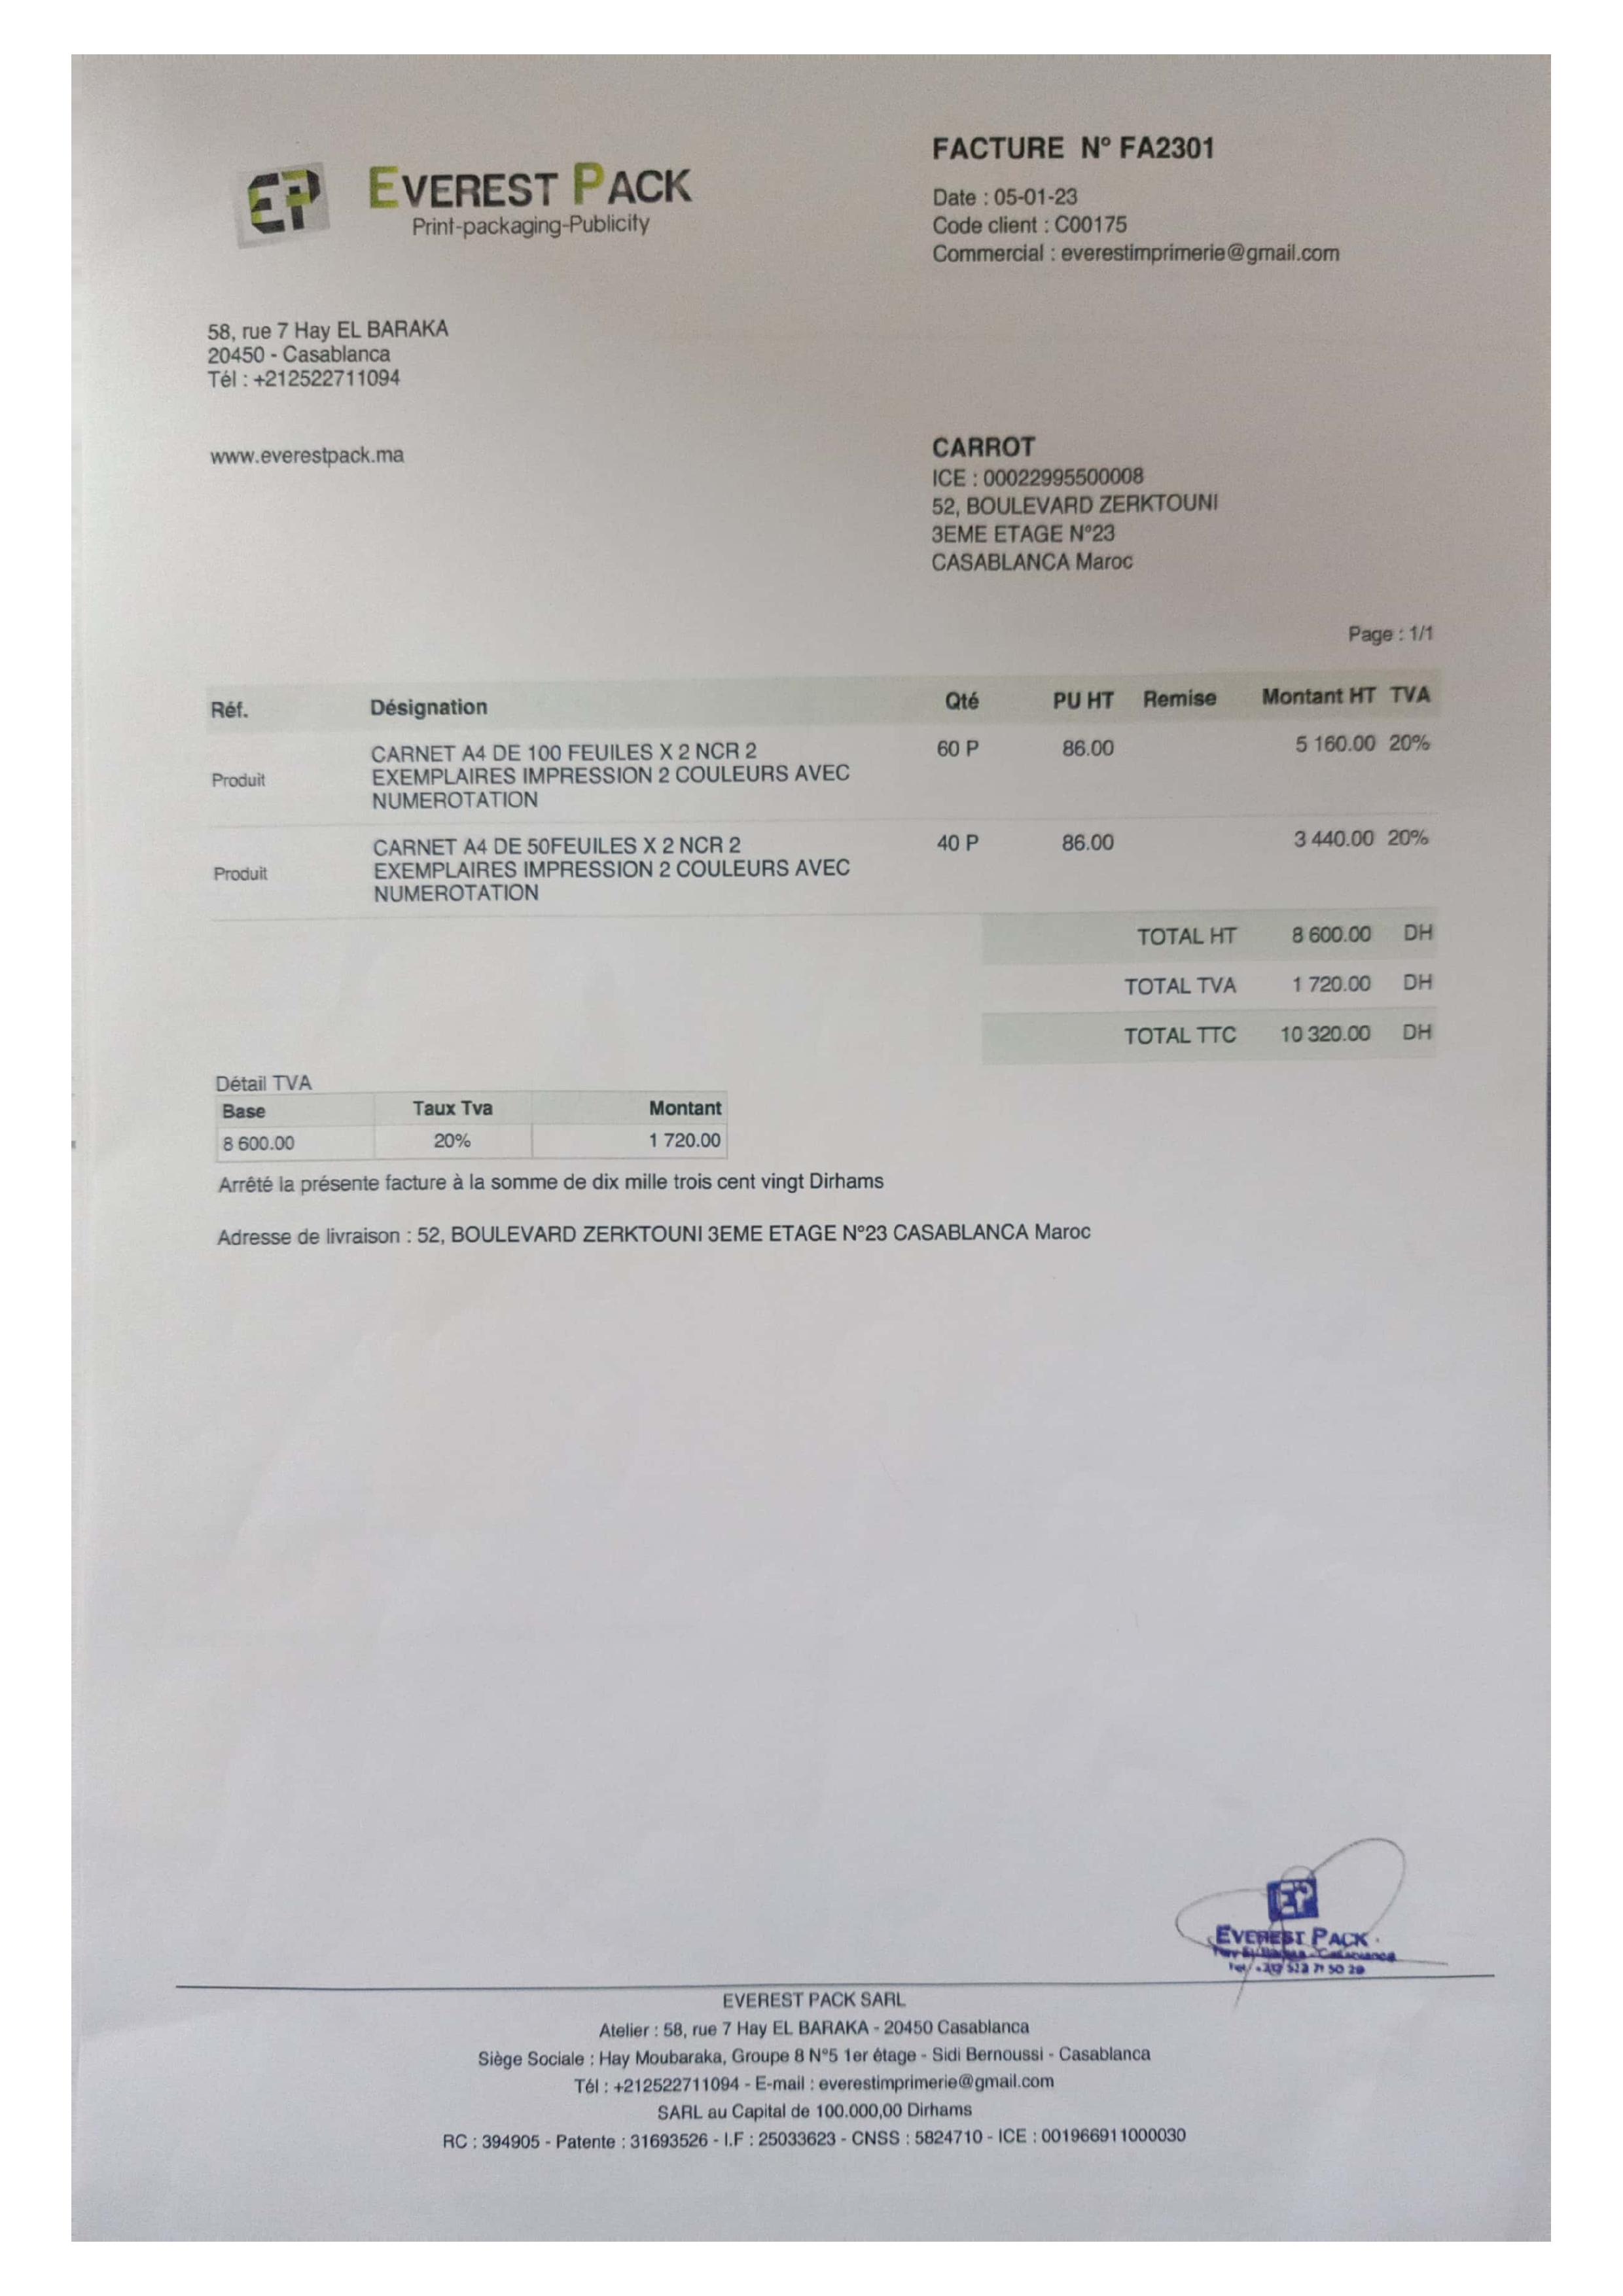 EP
EVEREST PACK
Print-packaging-Publicity
FACTURE N° FA2301
Date : 05-01-23
Code client : C00175
Commercial : everestimprimerie@gmail.com
58, rue 7 Hay EL BARAKA
20450 - Casablanca
Tél : +212522711094
www.everestpack.ma
CARROT
ICE : 00022995500008
52, BOULEVARD ZERKTOUNI
3EME ETAGE N°23
CASABLANCA Maroc
Page : 1/1
Réf. Désignation Qté PU HT Remise Montant HT TVA
Produit CARNET A4 DE 100 FEUILES X 2 NCR 2 60 P 86.00 5 160.00 20%
EXEMPLAIRES IMPRESSION 2 COULEURS AVEC
NUMEROTATION
Produit CARNET A4 DE 50FEUILES X 2 NCR 2 40 P 86.00 3 440.00 20%
EXEMPLAIRES IMPRESSION 2 COULEURS AVEC
NUMEROTATION
TOTAL HT 8 600.00 DH
TOTAL TVA 1 720.00 DH
TOTAL TTC 10 320.00 DH
Détail TVA
Base Taux Tva Montant
8 600.00 20% 1 720.00
Arrêté la présente facture à la somme de dix mille trois cent vingt Dirhams
Adresse de livraison : 52, BOULEVARD ZERKTOUNI 3EME ETAGE N°23 CASABLANCA Maroc
EP
EVEREST PACK
Casablanca
EVEREST PACK SARL
Atelier : 58, rue 7 Hay EL BARAKA - 20450 Casablanca
Siège Sociale : Hay Moubaraka, Groupe 8 N°5 1er étage - Sidi Bernoussi - Casablanca
Tél : +212522711094 - E-mail : everestimprimerie@gmail.com
SARL au Capital de 100.000,00 Dirhams
RC : 394905 - Patente : 31693526 - I.F : 25033623 - CNSS : 5824710 - ICE : 001966911000030